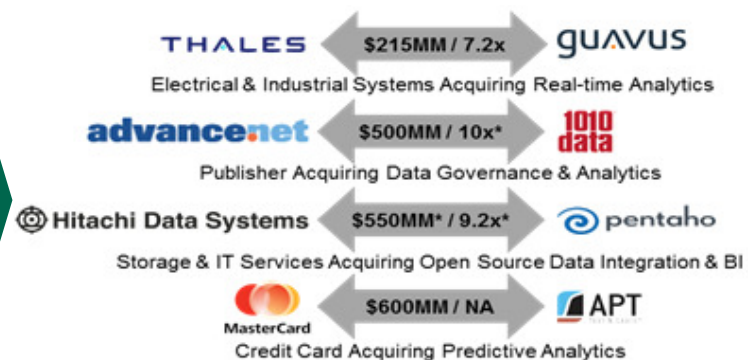 THALES $215MM / 7.2x guavus
Electrical & Industrial Systems Acquiring Real-time Analytics
advance.net $500MM / 10x* 1010 data
Publisher Acquiring Data Governance & Analytics
Hitachi Data Systems $550MM* / 9.2x* pentaho
Storage & IT Services Acquiring Open Source Data Integration & BI
MasterCard $600MM / NA APT
Credit Card Acquiring Predictive Analytics